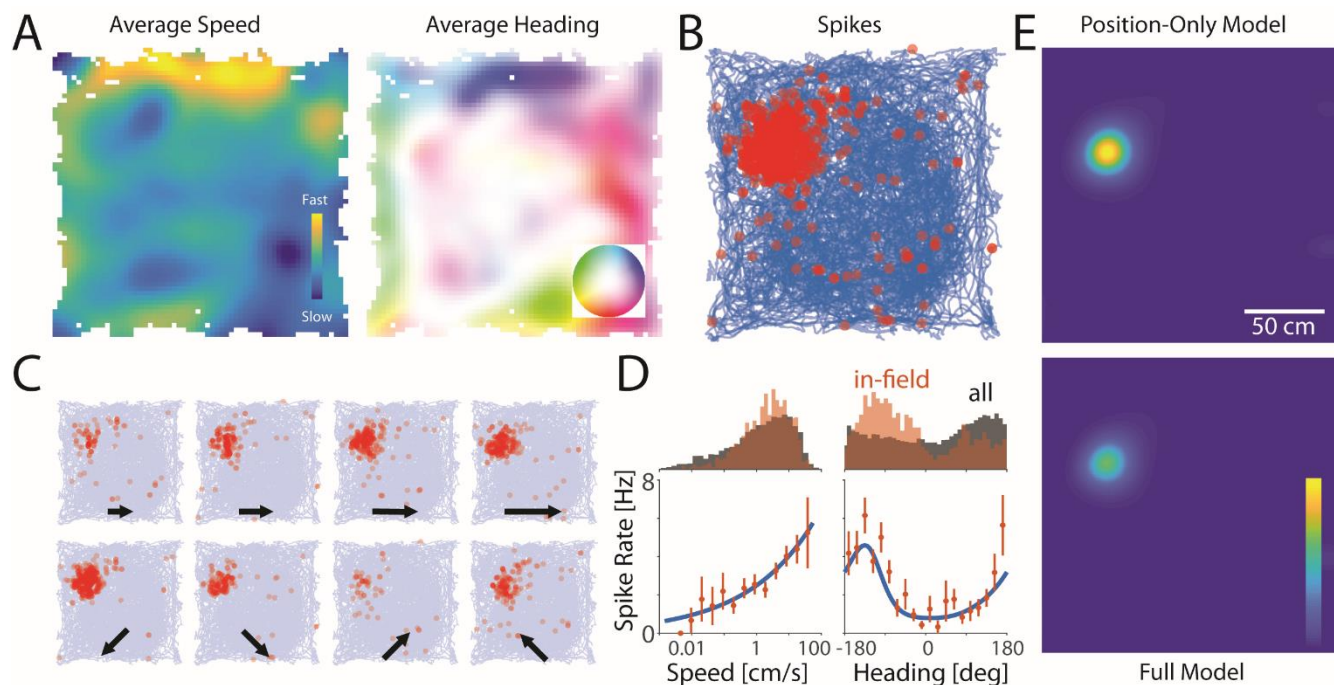 A
Average Speed
Average Heading
Fast
Slow
B
Spikes
E
Position-Only Model
50 cm
C
D
in-field
all
8
Spike Rate [Hz]
0
0.01
1
100
Speed [cm/s]
-180
0
180
Heading [deg]
Full Model